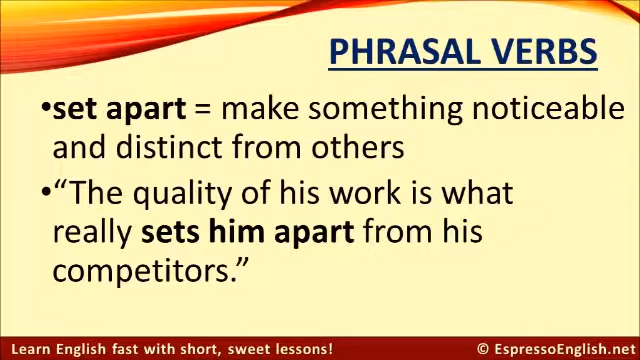 PHRASAL VERBS
•set apart = make something noticeable
and distinct from others
•“The quality of his work is what
really sets him apart from his
competitors.”
Learn English fast with short, sweet lessons! © EspressoEnglish.net